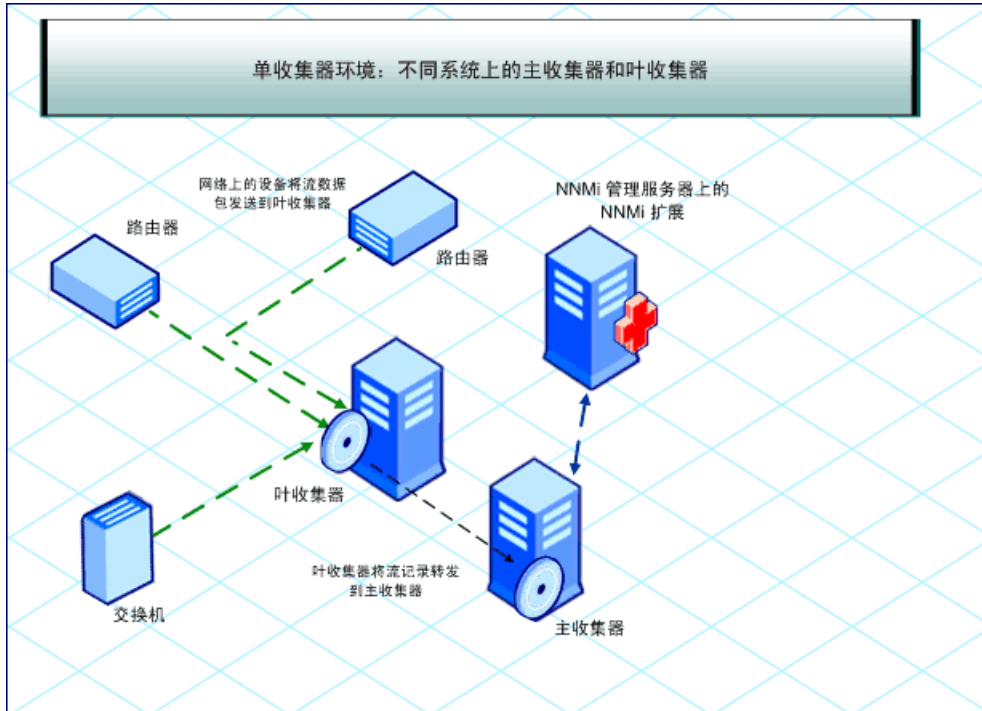 单收集器环境：不同系统上的主收集器和叶收集器
网络上的设备将流数据
包发送到叶收集器
NNMi 管理服务器上的
NNMi 扩展
路由器
路由器
叶收集器
叶收集器将流记录转发
到主收集器
交换机
主收集器